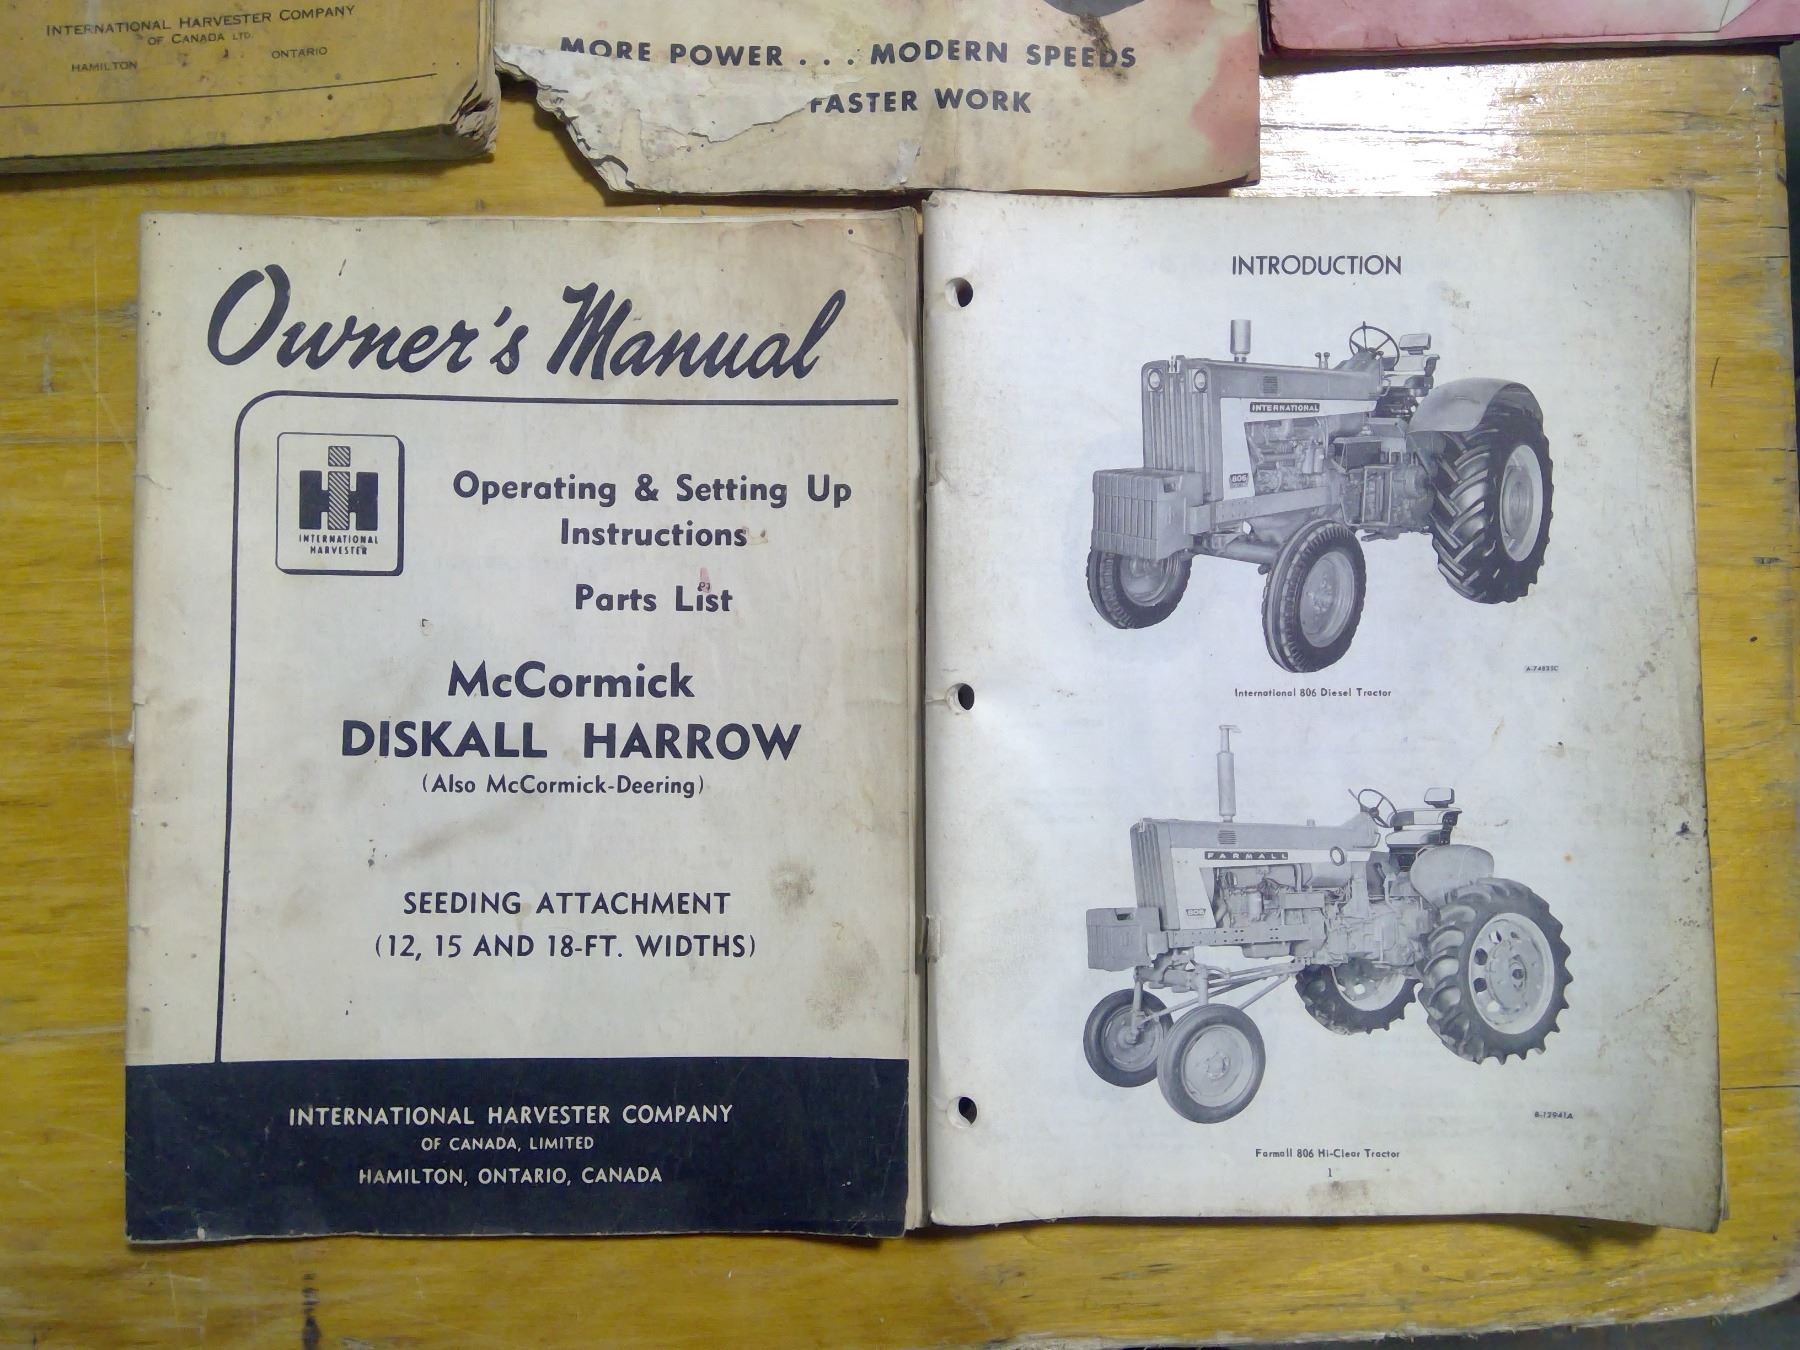 INTERNATIONAL HARVESTER COMPANY
OF CANADA LTD.
HAMILTON ONTARIO
MORE POWER . . . MODERN SPEEDS
FASTER WORK
Owner's Manual
IH
INTERNATIONAL
HARVESTER
Operating & Setting Up
Instructions
Parts List
McCormick
DISKALL HARROW
(Also McCormick-Deering)
SEEDING ATTACHMENT
(12, 15 AND 18-FT. WIDTHS)
INTERNATIONAL HARVESTER COMPANY
OF CANADA, LIMITED
HAMILTON, ONTARIO, CANADA
INTRODUCTION
INTERNATIONAL
806
A-74825C
International 806 Diesel Tractor
FARMALL
806
B-12941A
Farmall 806 Hi-Clear Tractor
1